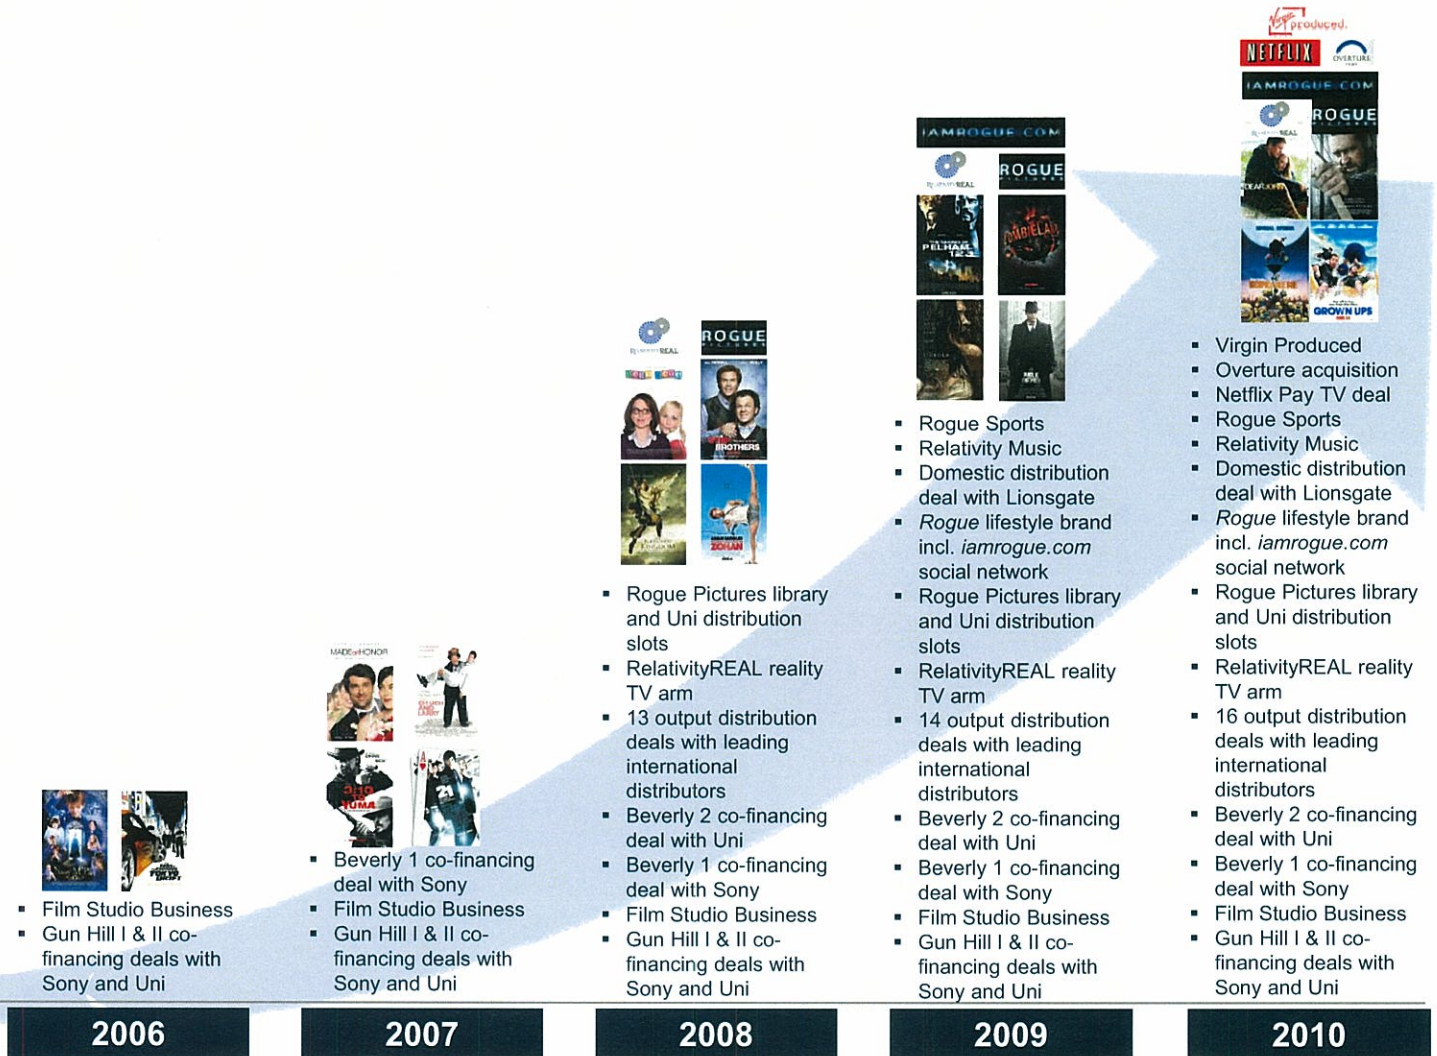 2006
Film Studio Business
Gun Hill I & II co-
financing deals with
Sony and Uni
2007
MADE of HONOR
3:10
TO
YUMA
21
Beverly 1 co-financing
deal with Sony
Film Studio Business
Gun Hill I & II co-
financing deals with
Sony and Uni
2008
RELATIVITYREAL
ROGUE
PICTURES
BROTHERS
ZOHAN
Rogue Pictures library
and Uni distribution
slots
RelativityREAL reality
TV arm
13 output distribution
deals with leading
international
distributors
Beverly 2 co-financing
deal with Uni
Beverly 1 co-financing
deal with Sony
Film Studio Business
Gun Hill I & II co-
financing deals with
Sony and Uni
2009
IAMROGUE.COM
RELATIVITYREAL
ROGUE
PICTURES
PELHAM
123
ZOMBIELAND
Rogue Sports
Relativity Music
Domestic distribution
deal with Lionsgate
Rogue lifestyle brand
incl. iamrogue.com
social network
Rogue Pictures library
and Uni distribution
slots
RelativityREAL reality
TV arm
14 output distribution
deals with leading
international
distributors
Beverly 2 co-financing
deal with Uni
Beverly 1 co-financing
deal with Sony
Film Studio Business
Gun Hill I & II co-
financing deals with
Sony and Uni
2010
Virgin produced.
NETFLIX
OVERTURE
IAMROGUE.COM
RELATIVITYREAL
ROGUE
PICTURES
DEAR JOHN
GROWN UPS
Virgin Produced
Overture acquisition
Netflix Pay TV deal
Rogue Sports
Relativity Music
Domestic distribution
deal with Lionsgate
Rogue lifestyle brand
incl. iamrogue.com
social network
Rogue Pictures library
and Uni distribution
slots
RelativityREAL reality
TV arm
16 output distribution
deals with leading
international
distributors
Beverly 2 co-financing
deal with Uni
Beverly 1 co-financing
deal with Sony
Film Studio Business
Gun Hill I & II co-
financing deals with
Sony and Uni